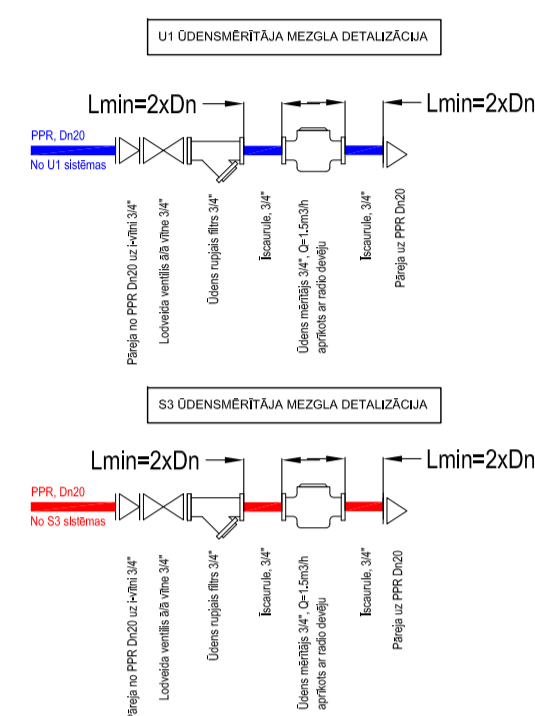 U1 ŪDENSMĒRĪTĀJA MEZGLA DETALIZĀCIJA
Lmin=2xDn
Lmin=2xDn
PPR, Dn20
No U1 sistēmas
Pāreja no PPR Dn20 uz i-vītni 3/4"
Lodveida ventilis ā/ā vītne 3/4"
Ūdens rupjais filtrs 3/4"
Īscaurule, 3/4"
Ūdens mērītājs 3/4", Q=1.5m3/h
aprīkots ar radio devēju
Īscaurule, 3/4"
Pāreja uz PPR Dn20
S3 ŪDENSMĒRĪTĀJA MEZGLA DETALIZĀCIJA
Lmin=2xDn
Lmin=2xDn
PPR, Dn20
No S3 sistēmas
Pāreja no PPR Dn20 uz i-vītni 3/4"
Lodveida ventilis ā/ā vītne 3/4"
Ūdens rupjais filtrs 3/4"
Īscaurule, 3/4"
Ūdens mērītājs 3/4", Q=1.5m3/h
aprīkots ar radio devēju
Īscaurule, 3/4"
Pāreja uz PPR Dn20